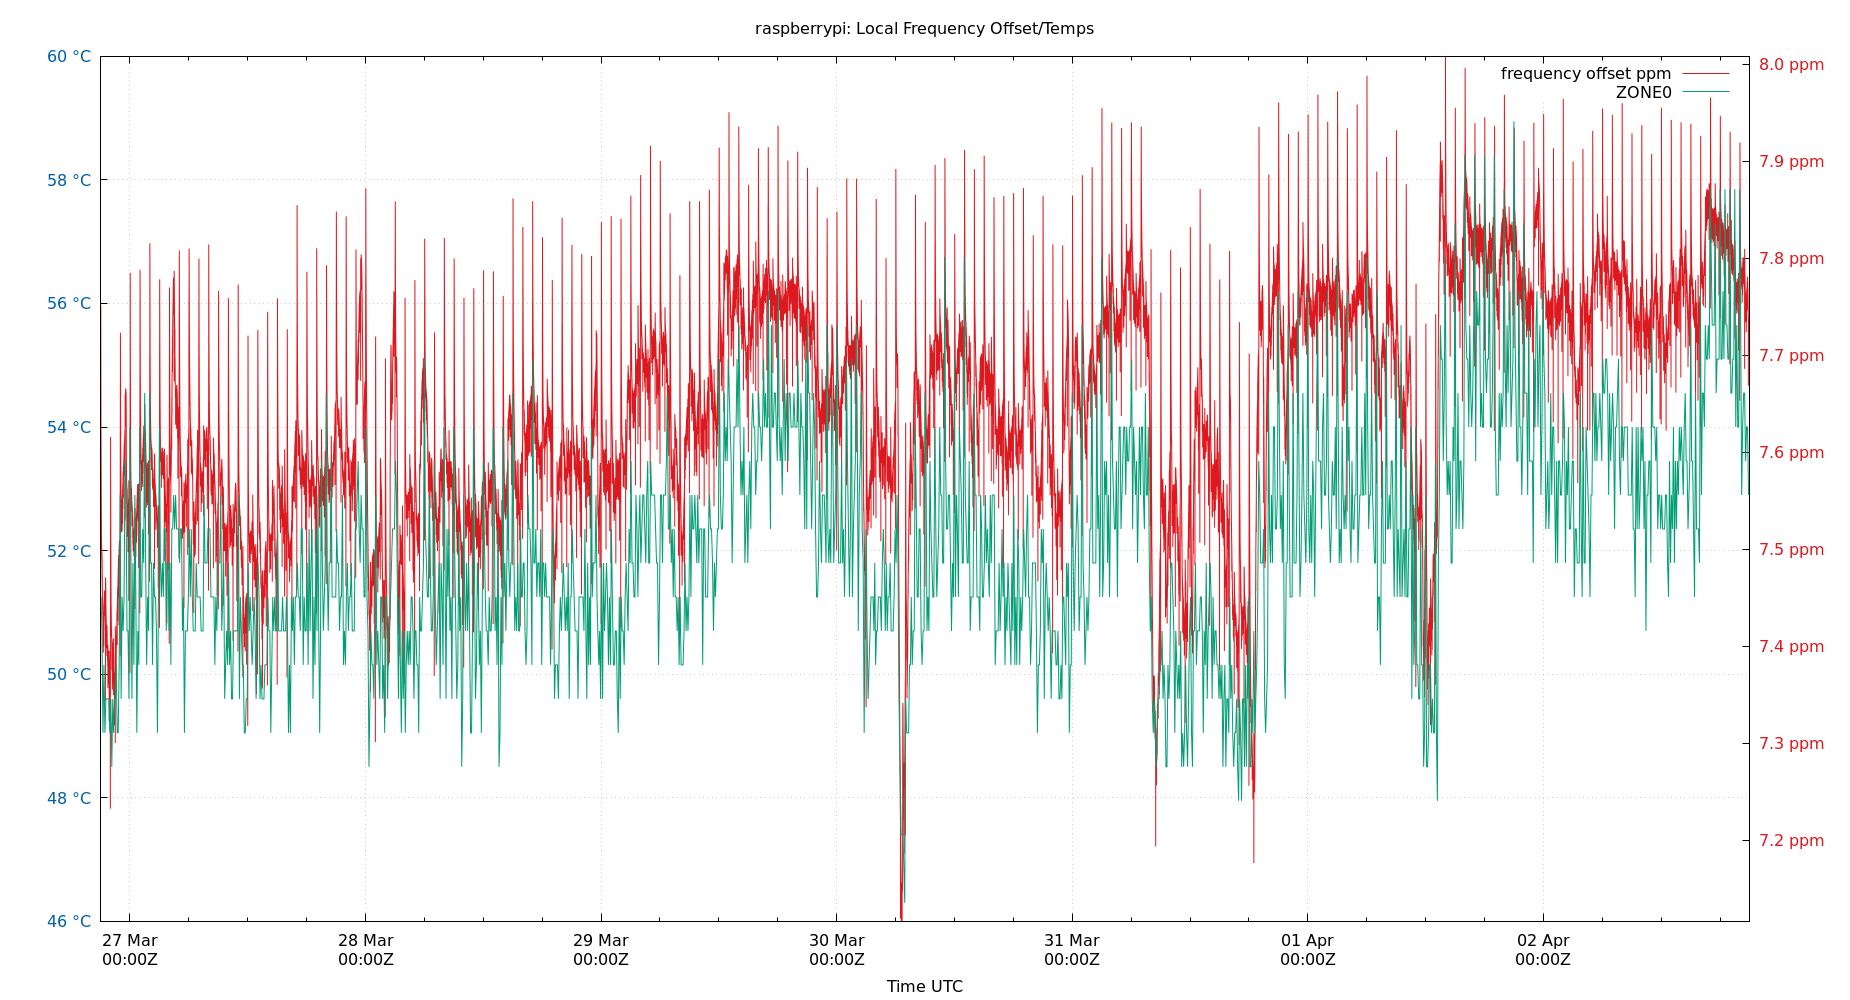 raspberrypi: Local Frequency Offset/Temps
60 °C
58 °C
56 °C
54 °C
52 °C
50 °C
48 °C
46 °C
8.0 ppm
7.9 ppm
7.8 ppm
7.7 ppm
7.6 ppm
7.5 ppm
7.4 ppm
7.3 ppm
7.2 ppm
frequency offset ppm
ZONE0
27 Mar
00:00Z
28 Mar
00:00Z
29 Mar
00:00Z
30 Mar
00:00Z
31 Mar
00:00Z
01 Apr
00:00Z
02 Apr
00:00Z
Time UTC